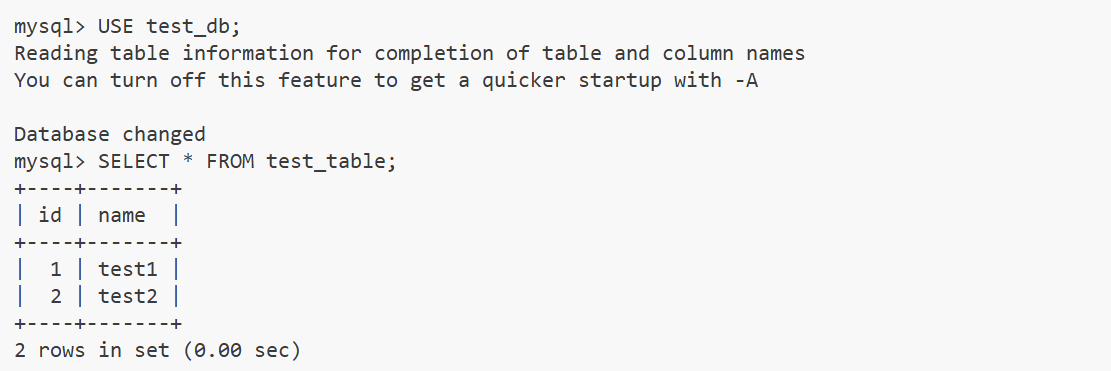 mysql> USE test_db;
Reading table information for completion of table and column names
You can turn off this feature to get a quicker startup with -A

Database changed
mysql> SELECT * FROM test_table;
+----+-------+
| id | name  |
+----+-------+
|  1 | test1 |
|  2 | test2 |
+----+-------+
2 rows in set (0.00 sec)